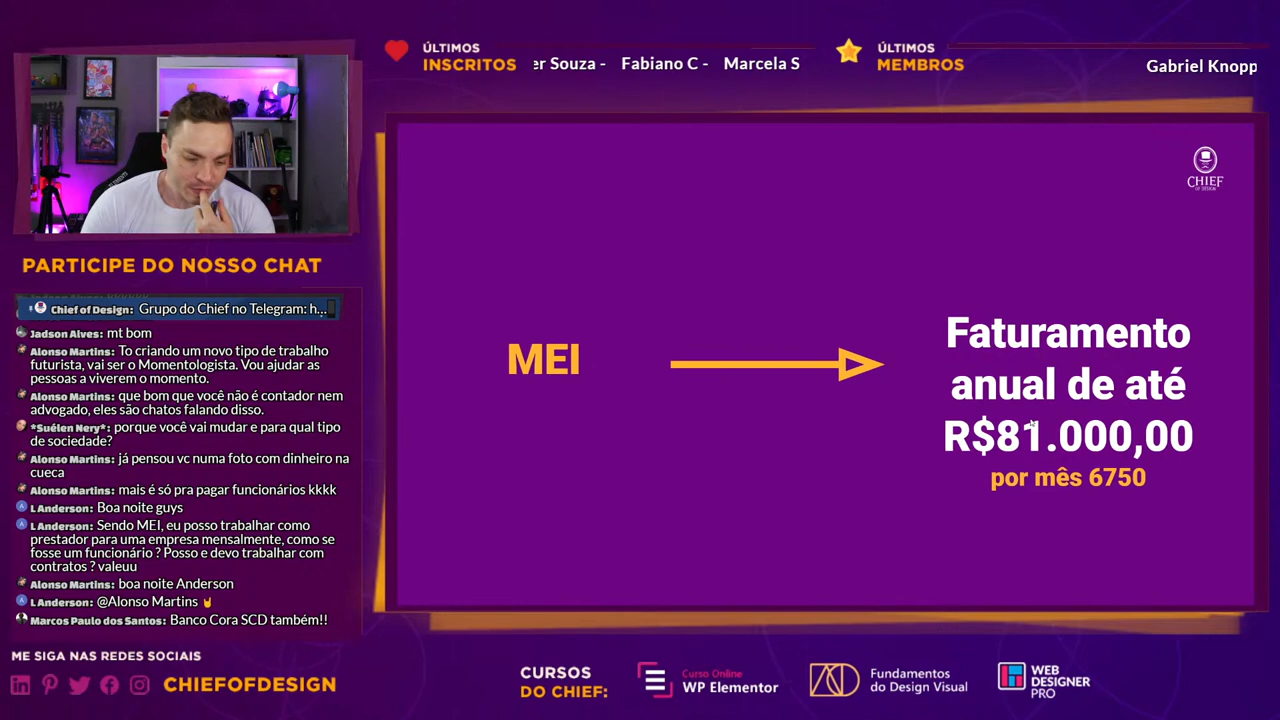 ÚLTIMOS
INSCRITOS
er Souza - Fabiano C - Marcela S
ÚLTIMOS
MEMBROS
Gabriel Knopp
PARTICIPE DO NOSSO CHAT
Chief of Design: Grupo do Chief no Telegram: h...
Jadson Alves: mt bom
Alonso Martins: To criando um novo tipo de trabalho
futurista, vai ser o Momentologista. Vou ajudar as
pessoas a viverem o momento.
Alonso Martins: que bom que você não é contador nem
advogado, eles são chatos falando disso.
*Suélen Nery*: porque você vai mudar e para qual tipo
de sociedade?
Alonso Martins: já pensou vc numa foto com dinheiro na
cueca
Alonso Martins: mais é só pra pagar funcionários kkkk
L Anderson: Boa noite guys
L Anderson: Sendo MEI, eu posso trabalhar como
prestador para uma empresa mensalmente, como se
fosse um funcionário ? Posso e devo trabalhar com
contratos ? valeuu
Alonso Martins: boa noite Anderson
L Anderson: @Alonso Martins 🤘
Marcos Paulo dos Santos: Banco Cora SCD também!!
CHIEF
OF DESIGN
MEI
Faturamento
anual de até
R$81.000,00
por mês 6750
ME SIGA NAS REDES SOCIAIS
CHIEFOFDESIGN
CURSOS
DO CHIEF:
Curso Online
WP Elementor
Fundamentos
do Design Visual
WEB
DESIGNER
PRO